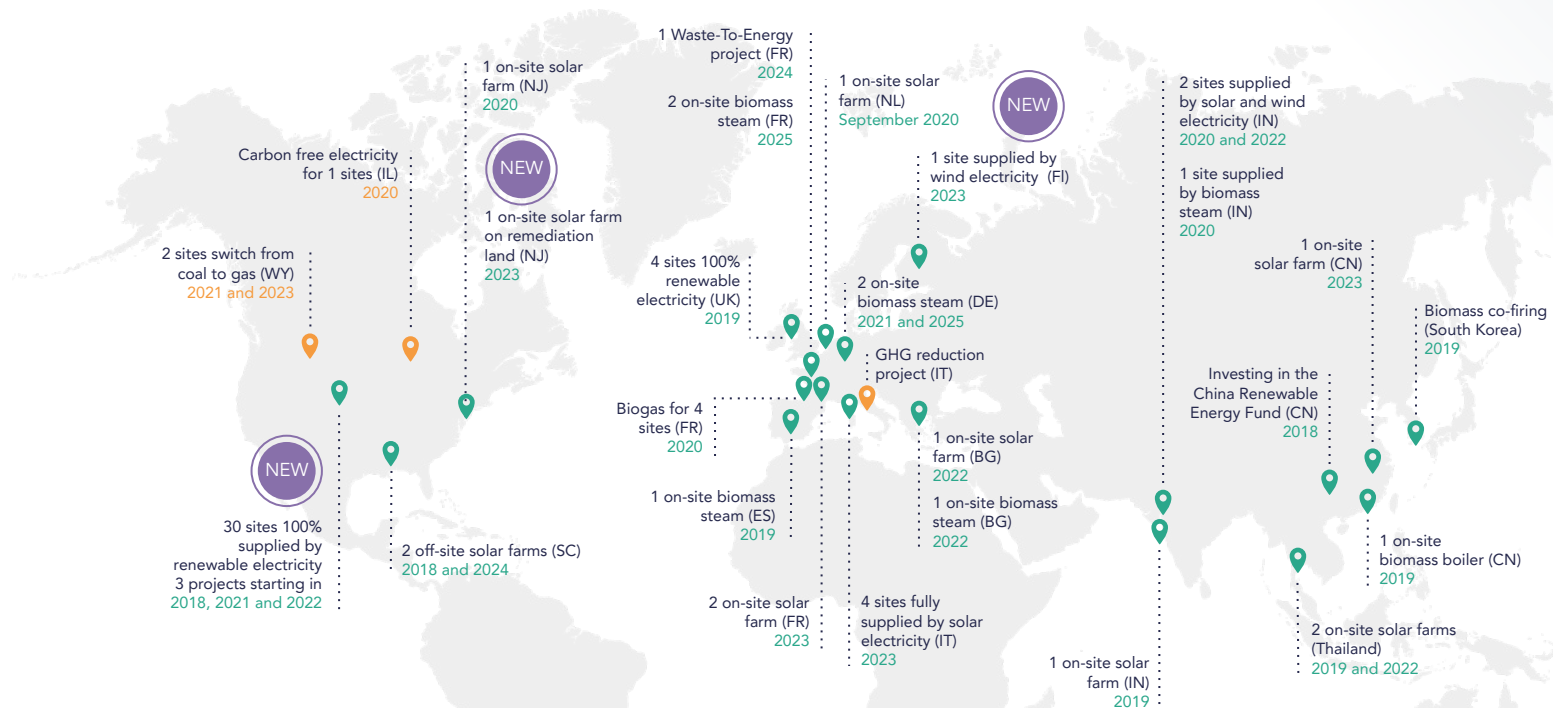 1 on-site solar
farm (NJ)
2020
NEW
1 on-site solar farm
on remediation
land (NJ)
2023
Carbon free electricity
for 1 sites (IL)
2020
2 sites switch from
coal to gas (WY)
2021 and 2023
NEW
30 sites 100%
supplied by
renewable electricity
3 projects starting in
2018, 2021 and 2022
2 off-site solar farms (SC)
2018 and 2024
1 Waste-To-Energy
project (FR)
2024
2 on-site biomass
steam (FR)
2025
1 on-site solar
farm (NL)
September 2020
NEW
1 site supplied by
wind electricity (FI)
2023
4 sites 100%
renewable
electricity (UK)
2019
2 on-site
biomass steam (DE)
2021 and 2025
GHG reduction
project (IT)
Biogas for 4
sites (FR)
2020
1 on-site biomass
steam (ES)
2019
1 on-site solar
farm (BG)
2022
1 on-site biomass
steam (BG)
2022
2 on-site solar
farm (FR)
2023
4 sites fully
supplied by solar
electricity (IT)
2023
2 sites supplied
by solar and wind
electricity (IN)
2020 and 2022
1 site supplied
by biomass
steam (IN)
2020
1 on-site
solar farm (CN)
2023
Biomass co-firing
(South Korea)
2019
Investing in the
China Renewable
Energy Fund (CN)
2018
1 on-site
biomass boiler (CN)
2019
2 on-site solar farms
(Thailand)
2019 and 2022
1 on-site solar
farm (IN)
2019